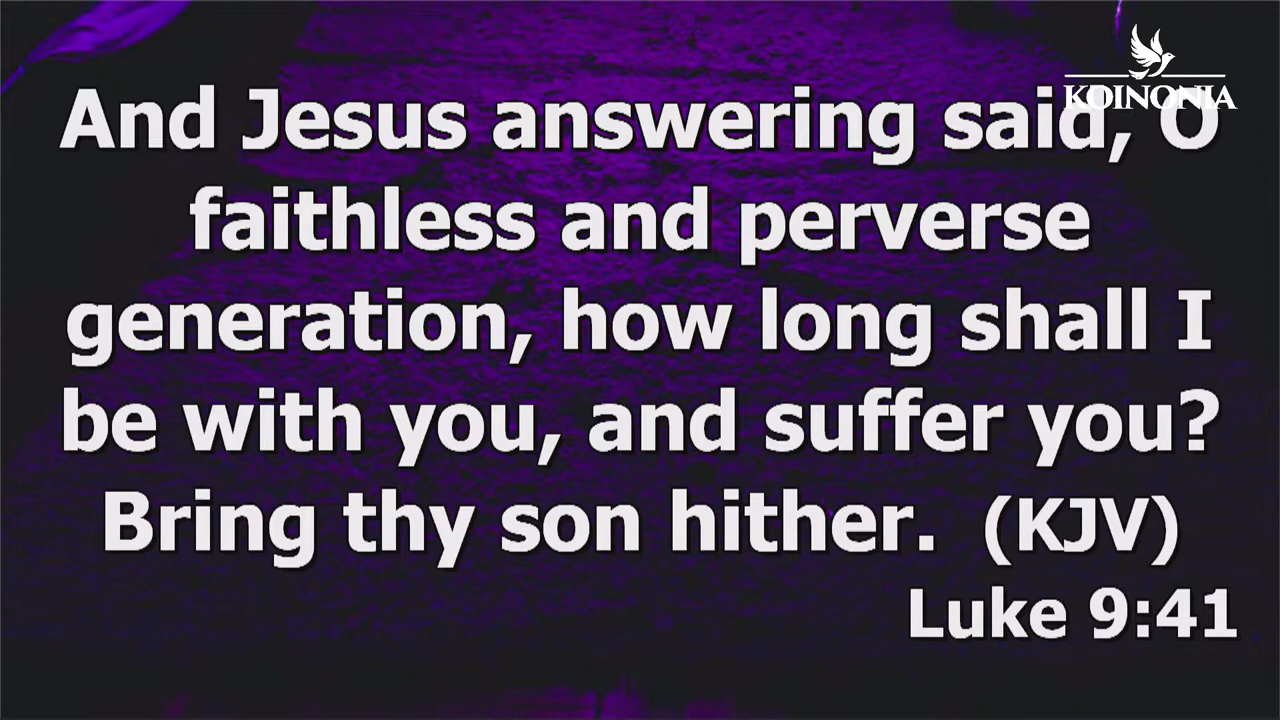 KOINONIA
And Jesus answering said, O
faithless and perverse
generation, how long shall I
be with you, and suffer you?
Bring thy son hither. (KJV)
Luke 9:41